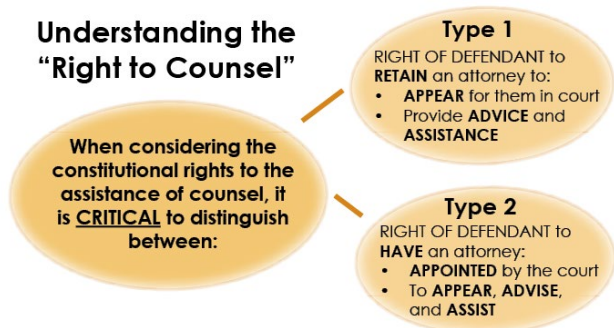 Understanding the
“Right to Counsel”
When considering the
constitutional rights to the
assistance of counsel, it
is CRITICAL to distinguish
between:
Type 1
RIGHT OF DEFENDANT to
RETAIN an attorney to:
• APPEAR for them in court
• Provide ADVICE and
ASSISTANCE
Type 2
RIGHT OF DEFENDANT to
HAVE an attorney:
• APPOINTED by the court
• To APPEAR, ADVISE,
and ASSIST